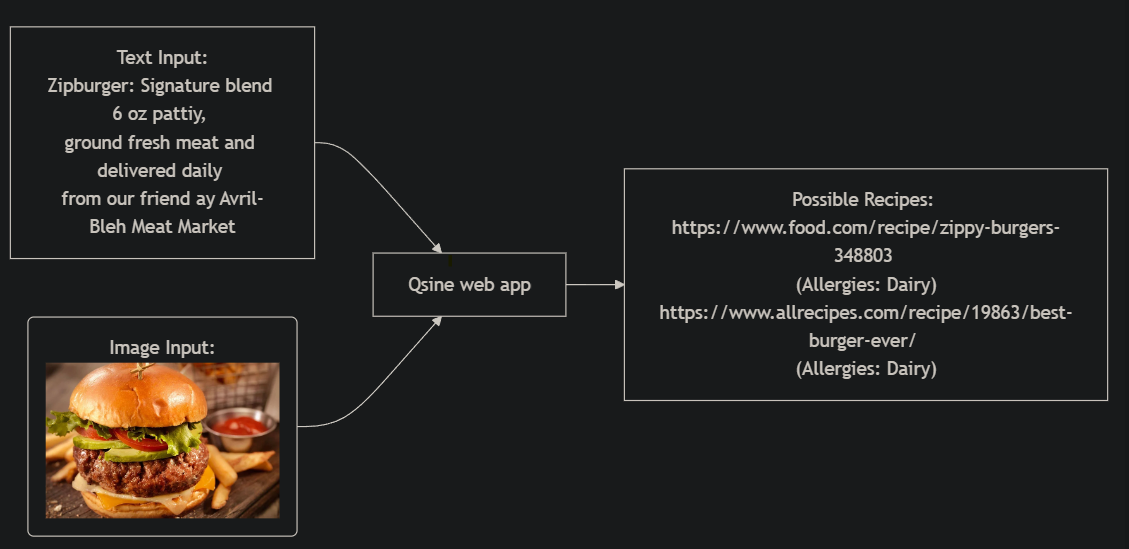 Text Input:
Zipburger: Signature blend
6 oz pattiy,
ground fresh meat and
delivered daily
from our friend ay Avril-
Bleh Meat Market
Image Input:
Qsine web app
Possible Recipes:
https://www.food.com/recipe/zippy-burgers-
348803
(Allergies: Dairy)
https://www.allrecipes.com/recipe/19863/best-
burger-ever/
(Allergies: Dairy)